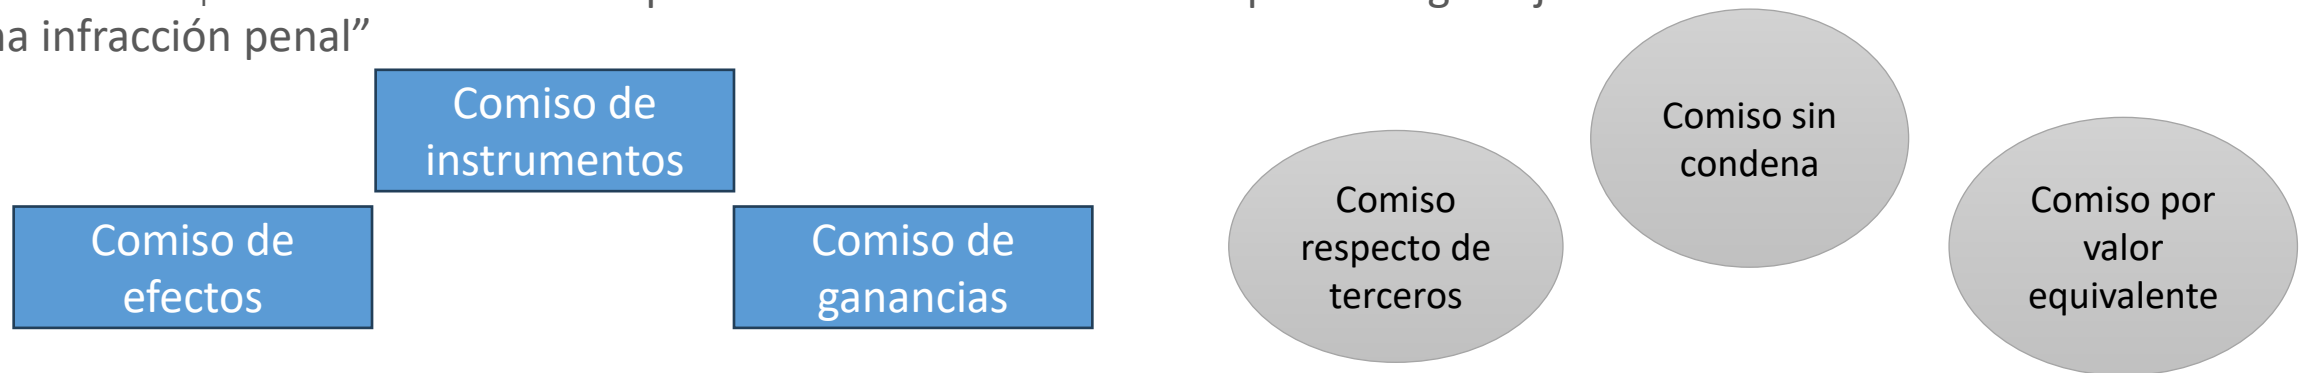 na infracción penal”
Comiso de
instrumentos
Comiso de
efectos
Comiso de
ganancias
Comiso
respecto de
terceros
Comiso sin
condena
Comiso por
valor
equivalente